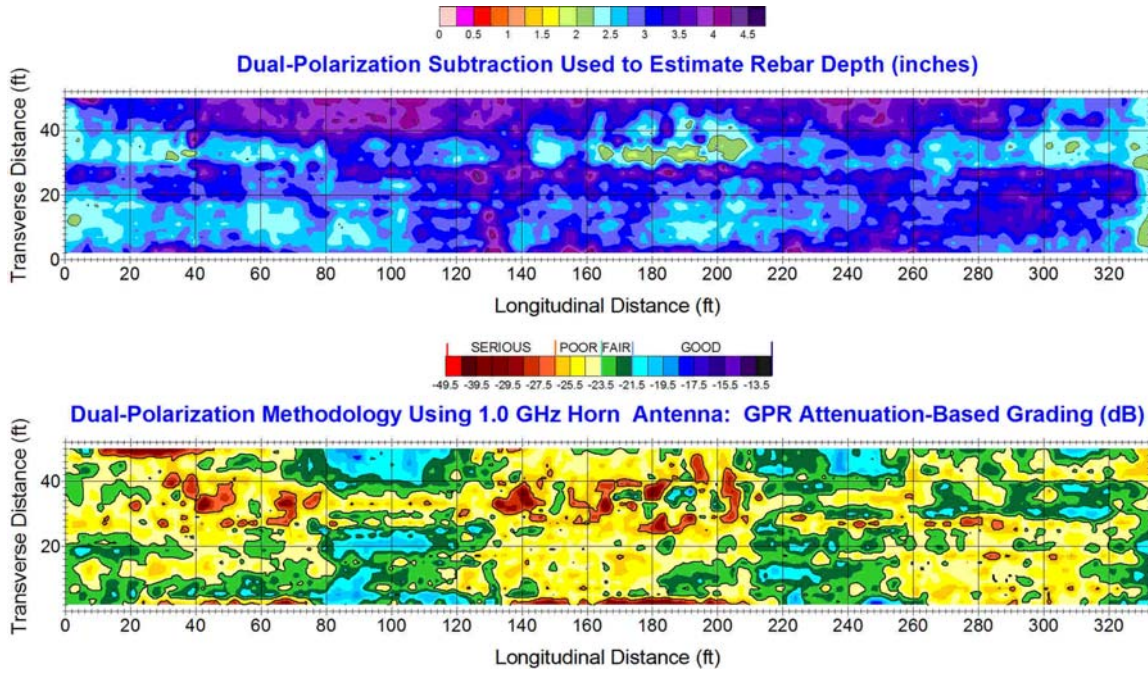 0 0.5 1 1.5 2 2.5 3 3.5 4 4.5
Dual-Polarization Subtraction Used to Estimate Rebar Depth (inches)
Transverse Distance (ft)
40
20
0
0 20 40 60 80 100 120 140 160 180 200 220 240 260 280 300 320
Longitudinal Distance (ft)
SERIOUS POOR FAIR GOOD
-49.5 -39.5 -29.5 -27.5 -25.5 -23.5 -21.5 -19.5 -17.5 -15.5 -13.5
Dual-Polarization Methodology Using 1.0 GHz Horn Antenna: GPR Attenuation-Based Grading (dB)
Transverse Distance (ft)
40
20
0 20 40 60 80 100 120 140 160 180 200 220 240 260 280 300 320
Longitudinal Distance (ft)